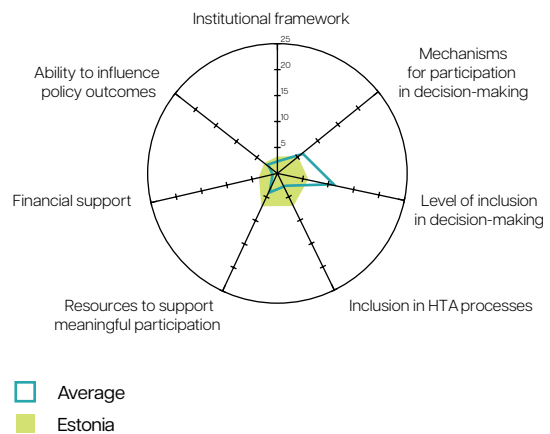 Institutional framework
25
20
15
10
5
Mechanisms
for participation
in decision-making
Ability to influence
policy outcomes
Financial support
Level of inclusion
in decision-making
Resources to support
meaningful participation
Inclusion in HTA processes
Average
Estonia